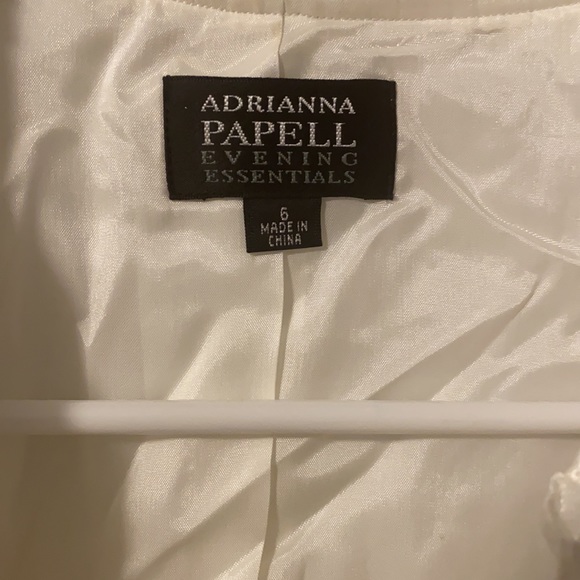 ADRIANNA
PAPELL
EVENING
ESSENTIALS
6
MADE IN
CHINA